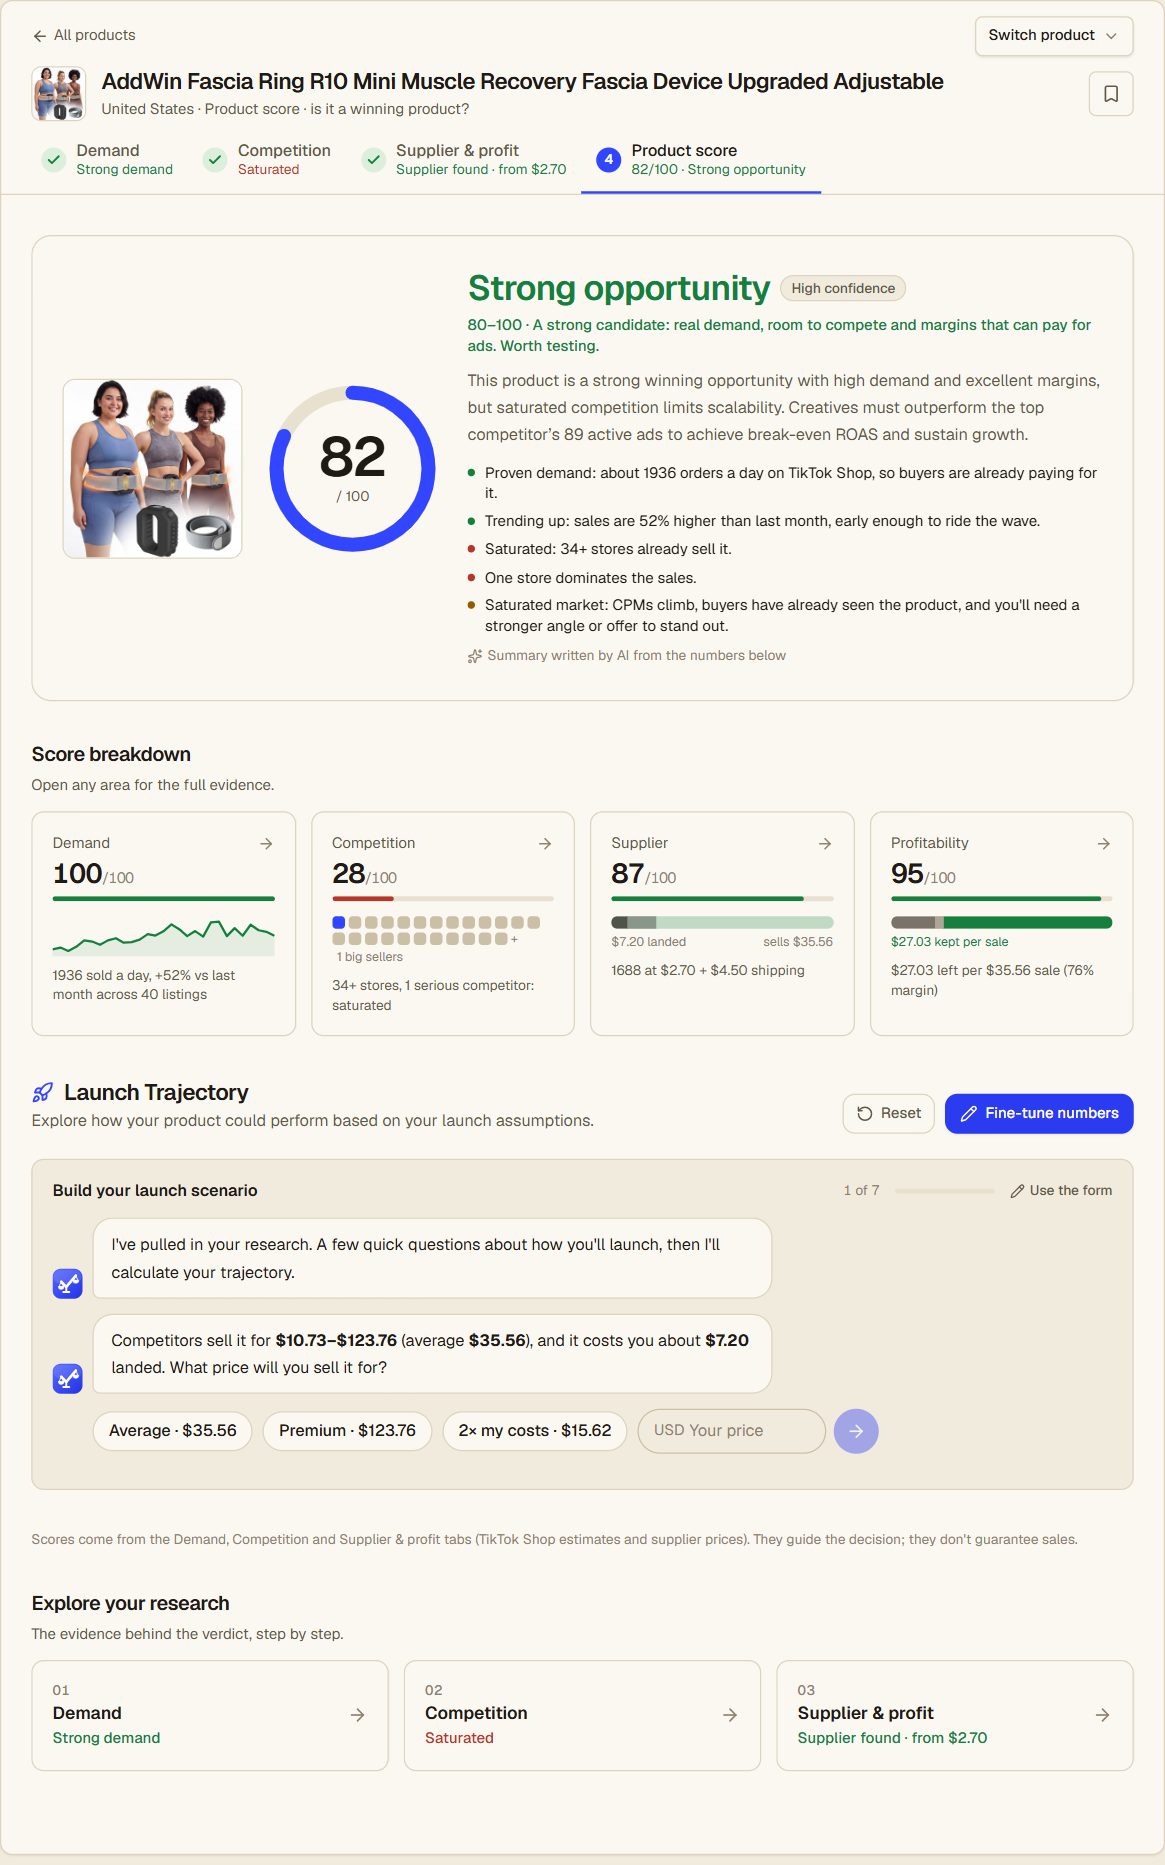 All products
Switch product
AddWin Fascia Ring R10 Mini Muscle Recovery Fascia Device Upgraded Adjustable
United States · Product score · is it a winning product?
Demand
Strong demand
Competition
Saturated
Supplier & profit
Supplier found · from $2.70
4
Product score
82/100 · Strong opportunity
82
/ 100
Strong opportunity
High confidence
80–100 · A strong candidate: real demand, room to compete and margins that can pay for
ads. Worth testing.
This product is a strong winning opportunity with high demand and excellent margins,
but saturated competition limits scalability. Creatives must outperform the top
competitor’s 89 active ads to achieve break-even ROAS and sustain growth.
Proven demand: about 1936 orders a day on TikTok Shop, so buyers are already paying for
it.
Trending up: sales are 52% higher than last month, early enough to ride the wave.
Saturated: 34+ stores already sell it.
One store dominates the sales.
Saturated market: CPMs climb, buyers have already seen the product, and you'll need a
stronger angle or offer to stand out.
Summary written by AI from the numbers below
Score breakdown
Open any area for the full evidence.
Demand
100/100
1936 sold a day, +52% vs last
month across 40 listings
Competition
28/100
+
1 big sellers
34+ stores, 1 serious competitor:
saturated
Supplier
87/100
$7.20 landed
sells $35.56
1688 at $2.70 + $4.50 shipping
Profitability
95/100
$27.03 kept per sale
$27.03 left per $35.56 sale (76%
margin)
Launch Trajectory
Explore how your product could perform based on your launch assumptions.
Reset
Fine-tune numbers
Build your launch scenario
1 of 7
Use the form
I've pulled in your research. A few quick questions about how you'll launch, then I'll
calculate your trajectory.
Competitors sell it for $10.73–$123.76 (average $35.56), and it costs you about $7.20
landed. What price will you sell it for?
Average · $35.56
Premium · $123.76
2× my costs · $15.62
USD Your price
Scores come from the Demand, Competition and Supplier & profit tabs (TikTok Shop estimates and supplier prices). They guide the decision; they don't guarantee sales.
Explore your research
The evidence behind the verdict, step by step.
01
Demand
Strong demand
02
Competition
Saturated
03
Supplier & profit
Supplier found · from $2.70